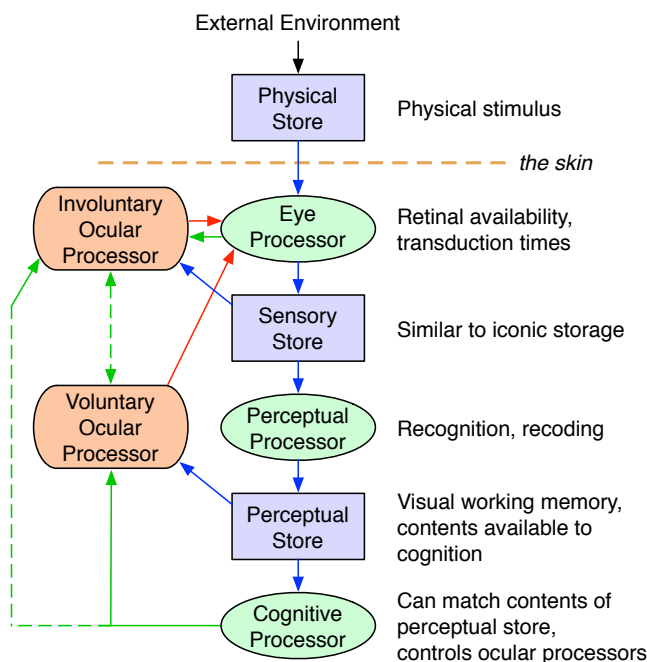 External Environment
Physical
Store
Physical stimulus
the skin
Involuntary
Ocular
Processor
Eye
Processor
Retinal availability,
transduction times
Sensory
Store
Similar to iconic storage
Voluntary
Ocular
Processor
Perceptual
Processor
Recognition, recoding
Perceptual
Store
Visual working memory,
contents available to
cognition
Cognitive
Processor
Can match contents of
perceptual store,
controls ocular processors